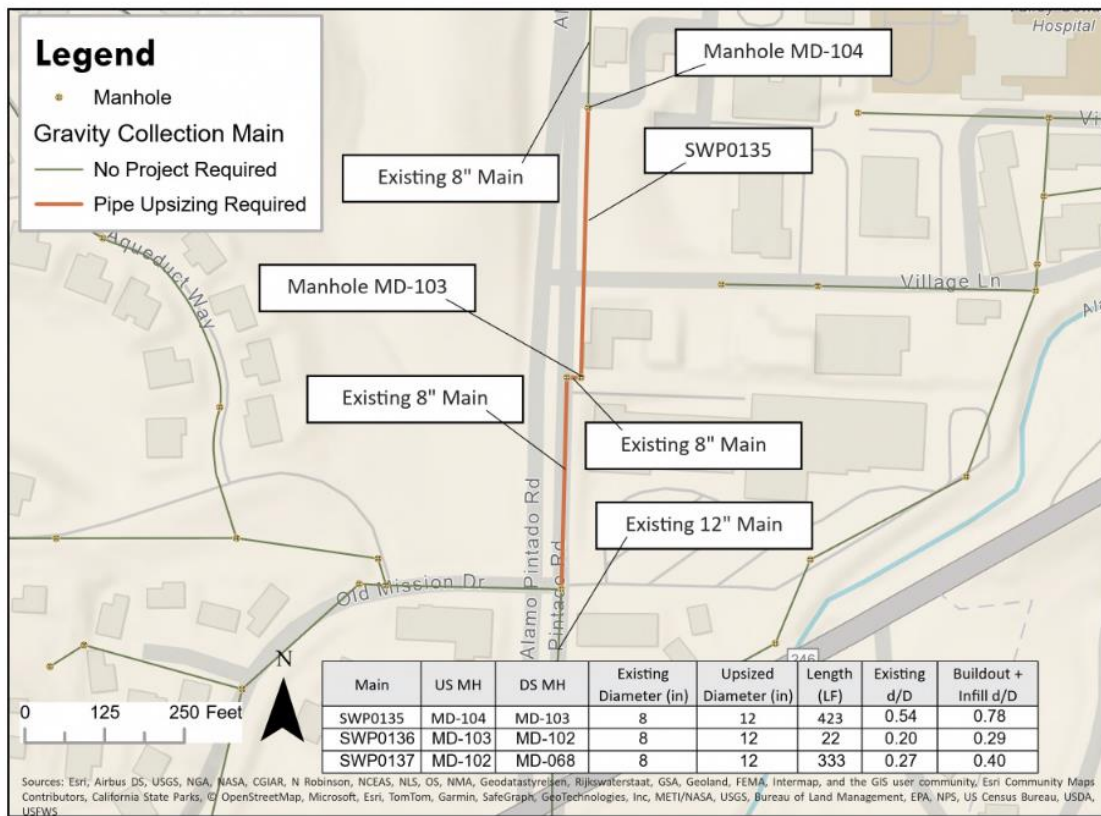 Hospital
Legend
Manhole
Gravity Collection Main
No Project Required
Pipe Upsizing Required
Manhole MD-104
SWP0135
Existing 8" Main
Aqueduct Way
Manhole MD-103
Village Ln
Existing 8" Main
Existing 8" Main
Existing 12" Main
Alamo Pintado Rd
Pintado Rd
Old Mission Dr
246
N
0 125 250 Feet
Main US MH DS MH Existing Diameter (in) Upsized Diameter (in) Length (LF) Existing d/D Buildout + Infill d/D
SWP0135 MD-104 MD-103 8 12 423 0.54 0.78
SWP0136 MD-103 MD-102 8 12 22 0.20 0.29
SWP0137 MD-102 MD-068 8 12 333 0.27 0.40
Sources: Esri, Airbus DS, USGS, NGA, NASA, CGIAR, N Robinson, NCEAS, NLS, OS, NMA, Geodatastyrelsen, Rijkswaterstaat, GSA, Geoland, FEMA, Intermap, and the GIS user community, Esri Community Maps
Contributors, California State Parks, © OpenStreetMap, Microsoft, Esri, TomTom, Garmin, SafeGraph, GeoTechnologies, Inc, METI/NASA, USGS, Bureau of Land Management, EPA, NPS, US Census Bureau, USDA,
USFWS